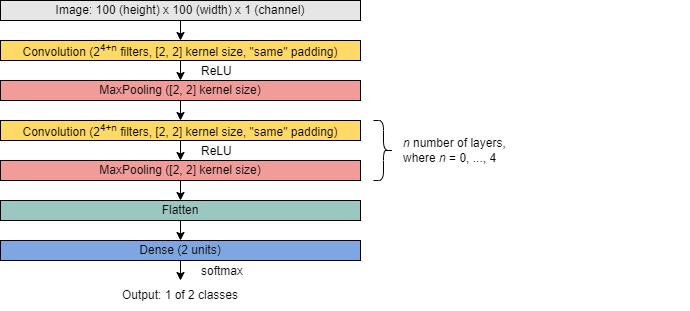 Image: 100 (height) x 100 (width) x 1 (channel)
Convolution (2^4+n filters, [2, 2] kernel size, "same" padding)
ReLU
MaxPooling ([2, 2] kernel size)
Convolution (2^4+n filters, [2, 2] kernel size, "same" padding)
ReLU
MaxPooling ([2, 2] kernel size)
n number of layers,
where n = 0, ..., 4
Flatten
Dense (2 units)
softmax
Output: 1 of 2 classes